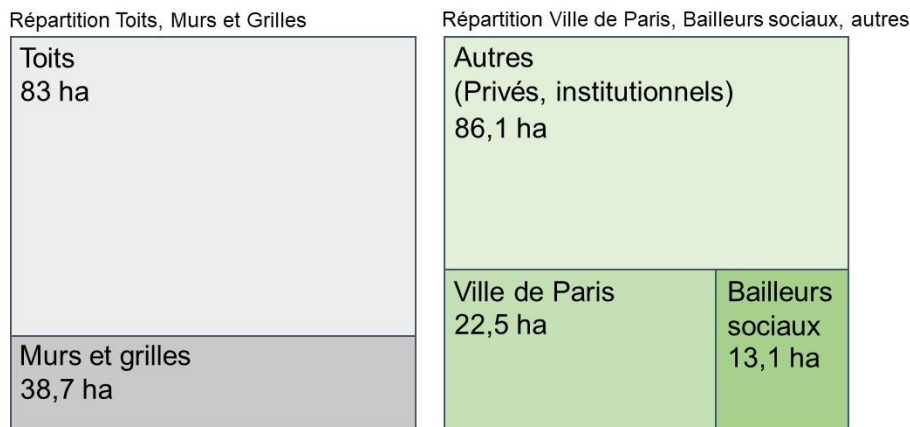 Répartition Toits, Murs et Grilles
Toits
83 ha
Murs et grilles
38,7 ha
Répartition Ville de Paris, Bailleurs sociaux, autres
Autres
(Privés, institutionnels)
86,1 ha
Ville de Paris
22,5 ha
Bailleurs
sociaux
13,1 ha